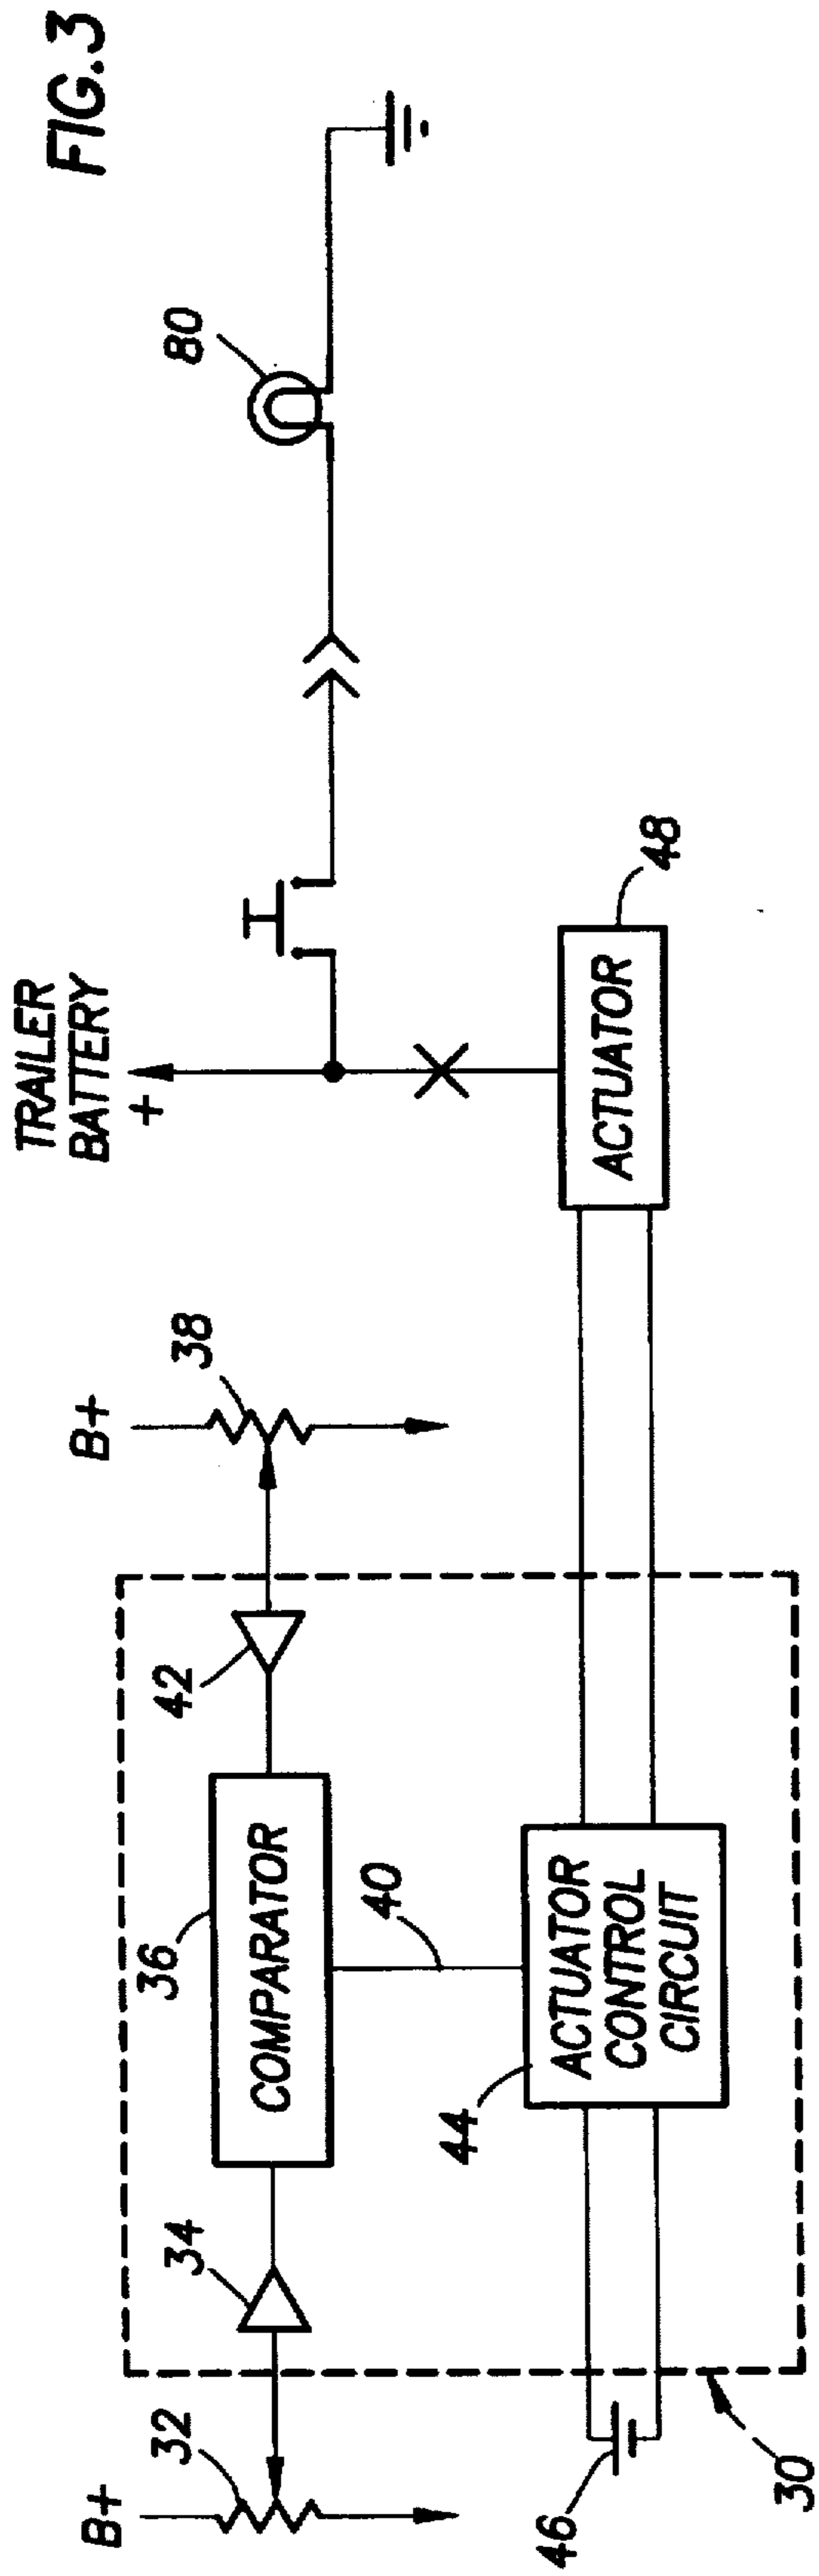 FIG.3
TRAILER
BATTERY
+
80
B+
38
B+
32
34
36
COMPARATOR
42
40
44
ACTUATOR
CONTROL
CIRCUIT
ACTUATOR
48
46
30